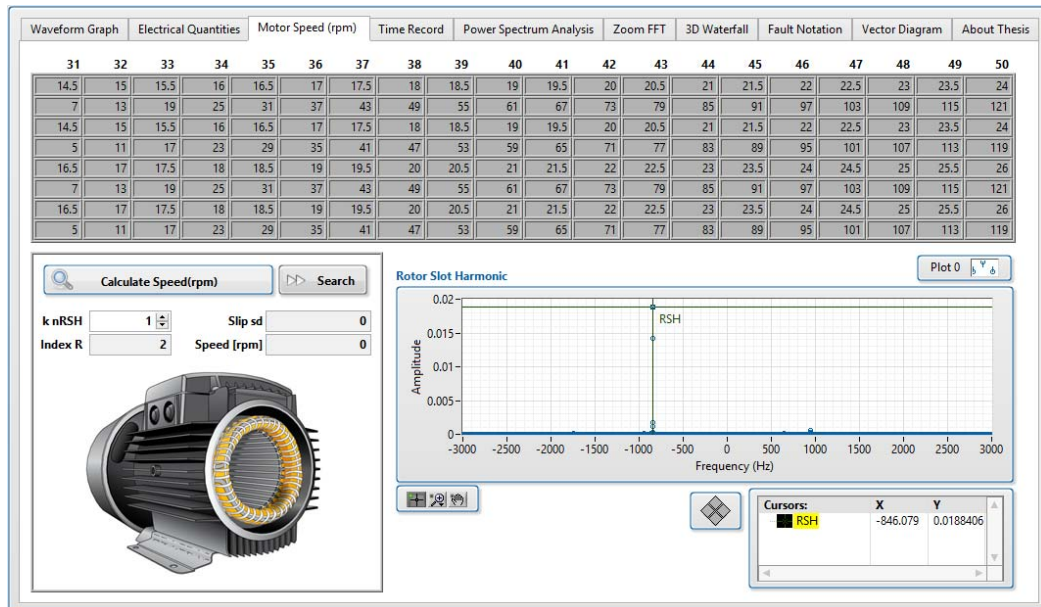 Waveform Graph Electrical Quantities Motor Speed (rpm) Time Record Power Spectrum Analysis Zoom FFT 3D Waterfall Fault Notation Vector Diagram About Thesis
31 32 33 34 35 36 37 38 39 40 41 42 43 44 45 46 47 48 49 50
14.5 15 15.5 16 16.5 17 17.5 18 18.5 19 19.5 20 20.5 21 21.5 22 22.5 23 23.5 24
7 13 19 25 31 37 43 49 55 61 67 73 79 85 91 97 103 109 115 121
14.5 15 15.5 16 16.5 17 17.5 18 18.5 19 19.5 20 20.5 21 21.5 22 22.5 23 23.5 24
5 11 17 23 29 35 41 47 53 59 65 71 77 83 89 95 101 107 113 119
16.5 17 17.5 18 18.5 19 19.5 20 20.5 21 21.5 22 22.5 23 23.5 24 24.5 25 25.5 26
7 13 19 25 31 37 43 49 55 61 67 73 79 85 91 97 103 109 115 121
16.5 17 17.5 18 18.5 19 19.5 20 20.5 21 21.5 22 22.5 23 23.5 24 24.5 25 25.5 26
5 11 17 23 29 35 41 47 53 59 65 71 77 83 89 95 101 107 113 119
Calculate Speed(rpm) Search
k nRSH 1 Slip sd 0
Index R 2 Speed [rpm] 0
Rotor Slot Harmonic
Plot 0
0.02
0.015
0.01
0.005
0
Amplitude
RSH
-3000 -2500 -2000 -1500 -1000 -500 0 500 1000 1500 2000 2500 3000
Frequency (Hz)
Cursors: X Y
RSH -846.079 0.0188406